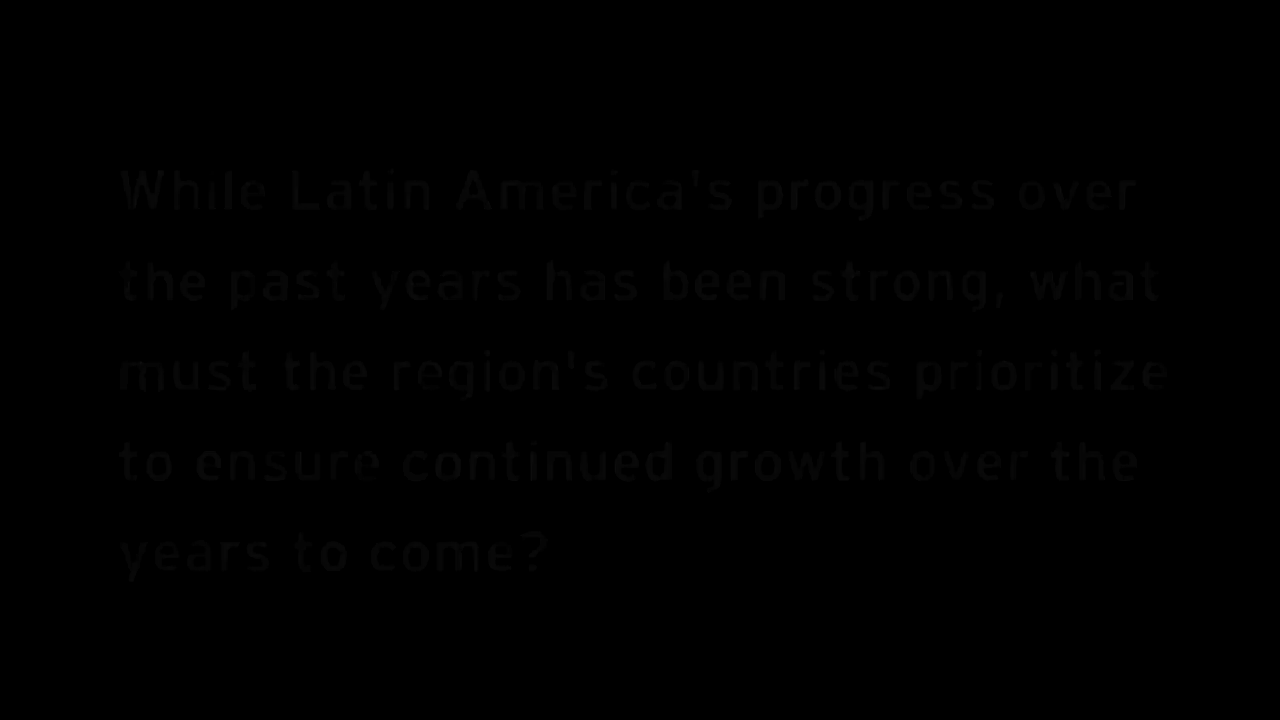 While Latin America's progress over
the past years has been strong, what
must the region's countries prioritize
to ensure continued growth over the
years to come?